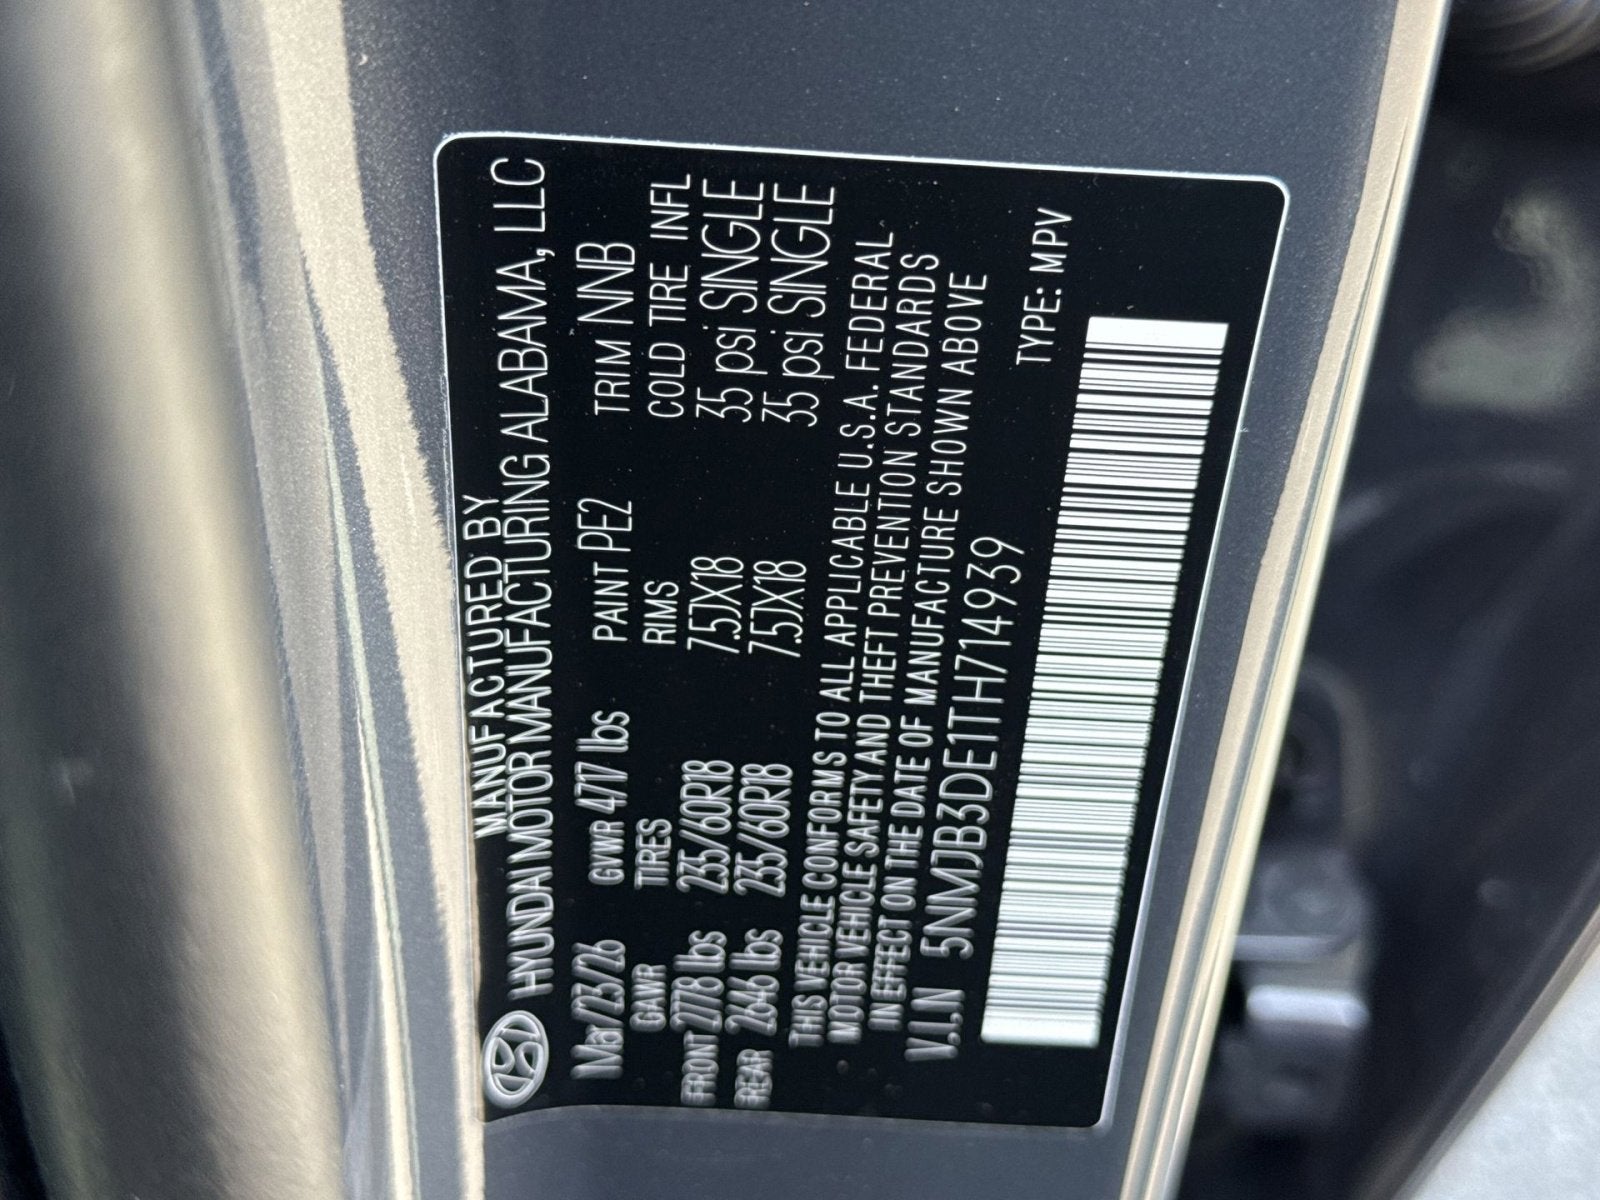 MANUFACTURED BY
HYUNDAI MOTOR MANUFACTURING ALABAMA, LLC
Mar/23/26 GVWR 4717 lbs PAINT PE2 TRIM NNB
GAWR TIRES RIMS COLD TIRE INFL
FRONT 2778 lbs 235/60R18 7.5JX18 35 psi SINGLE
REAR 2646 lbs 235/60R18 7.5JX18 35 psi SINGLE
THIS VEHICLE CONFORMS TO ALL APPLICABLE U.S.A. FEDERAL
MOTOR VEHICLE SAFETY AND THEFT PREVENTION STANDARDS
IN EFFECT ON THE DATE OF MANUFACTURE SHOWN ABOVE
V.I.N 5NMJB3DE1TH714939 TYPE: MPV